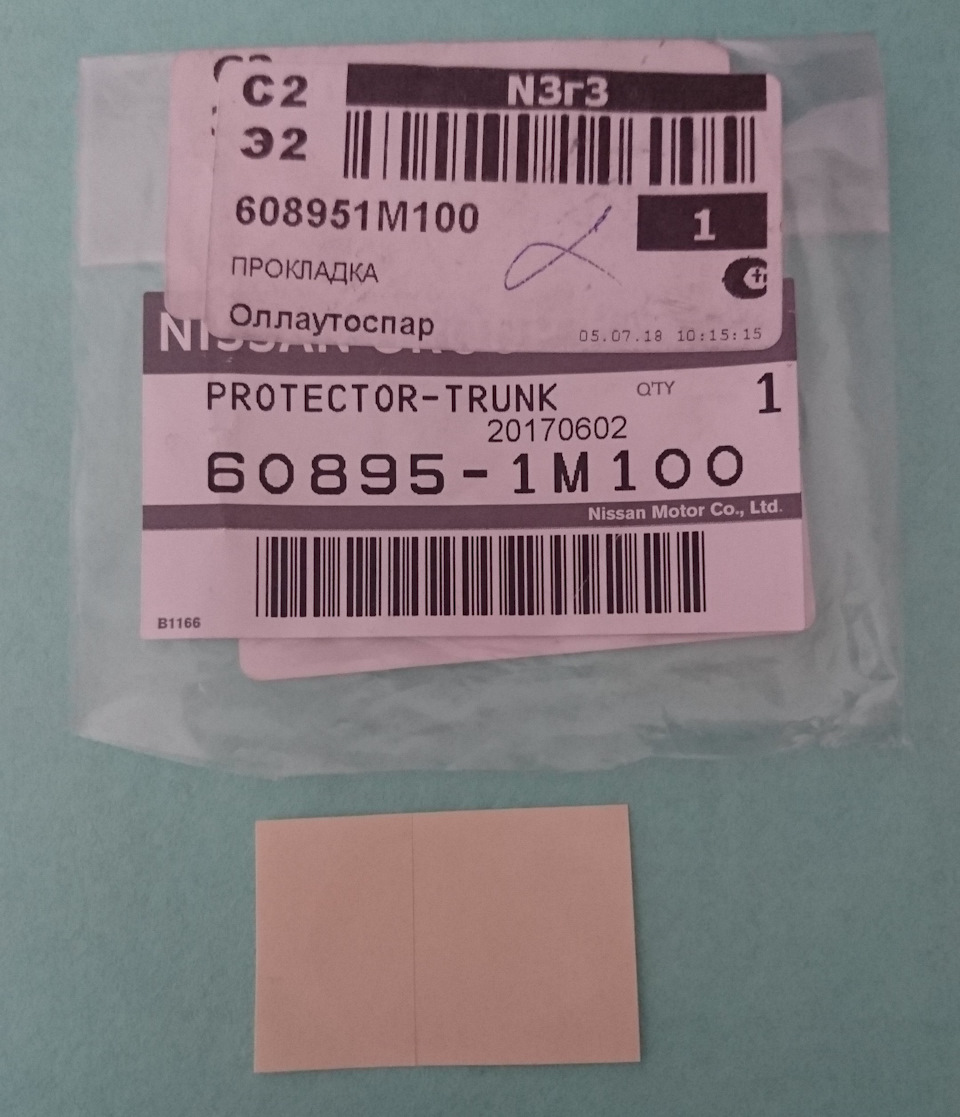 С2
N3г3
Э2
608951M100
1
ПРОКЛАДКА
Оллаутоспар
05.07.18 10:15:15
NISSAN
PROTECTOR-TRUNK
Q'TY
1
20170602
60895-1M100
Nissan Motor Co., Ltd.
B1166